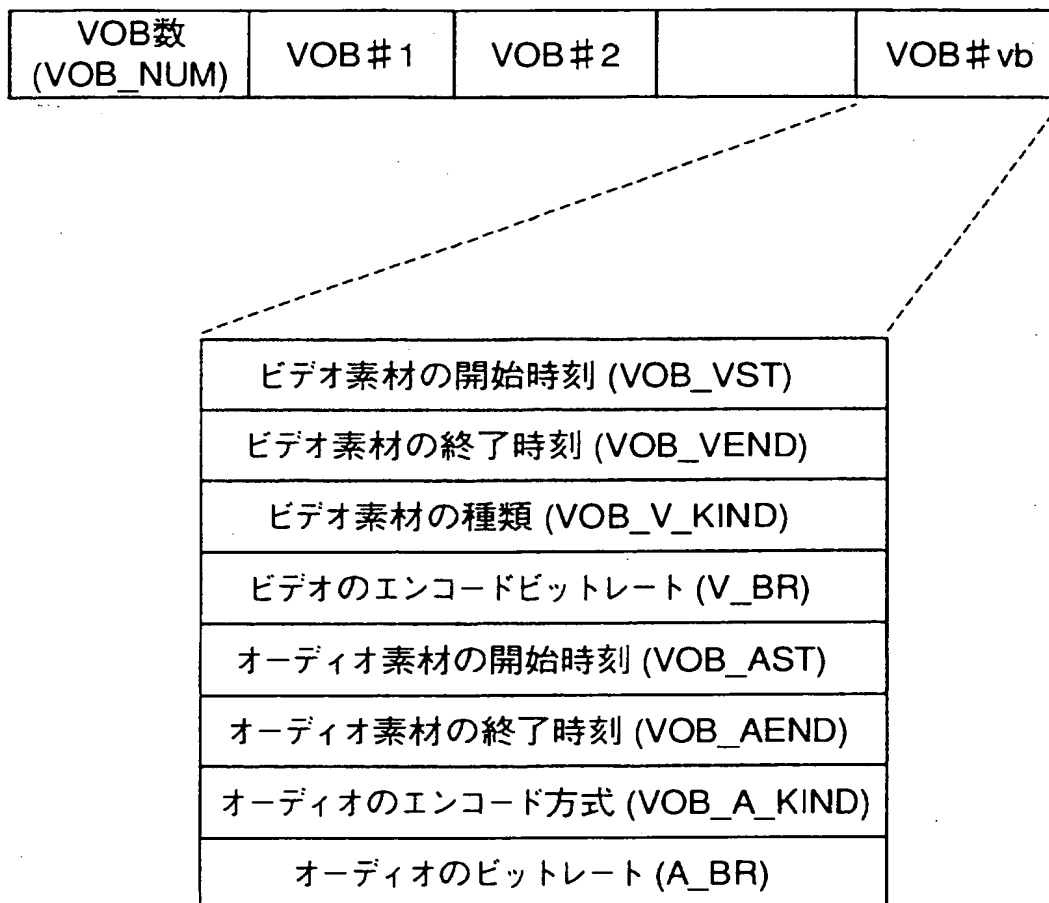 VOB数
(VOB_NUM)
VOB＃1
VOB＃2
VOB＃vb
ビデオ素材の開始時刻 (VOB_VST)
ビデオ素材の終了時刻 (VOB_VEND)
ビデオ素材の種類 (VOB_V_KIND)
ビデオのエンコードビットレート (V_BR)
オーディオ素材の開始時刻 (VOB_AST)
オーディオ素材の終了時刻 (VOB_AEND)
オーディオのエンコード方式 (VOB_A_KIND)
オーディオのビットレート (A_BR)